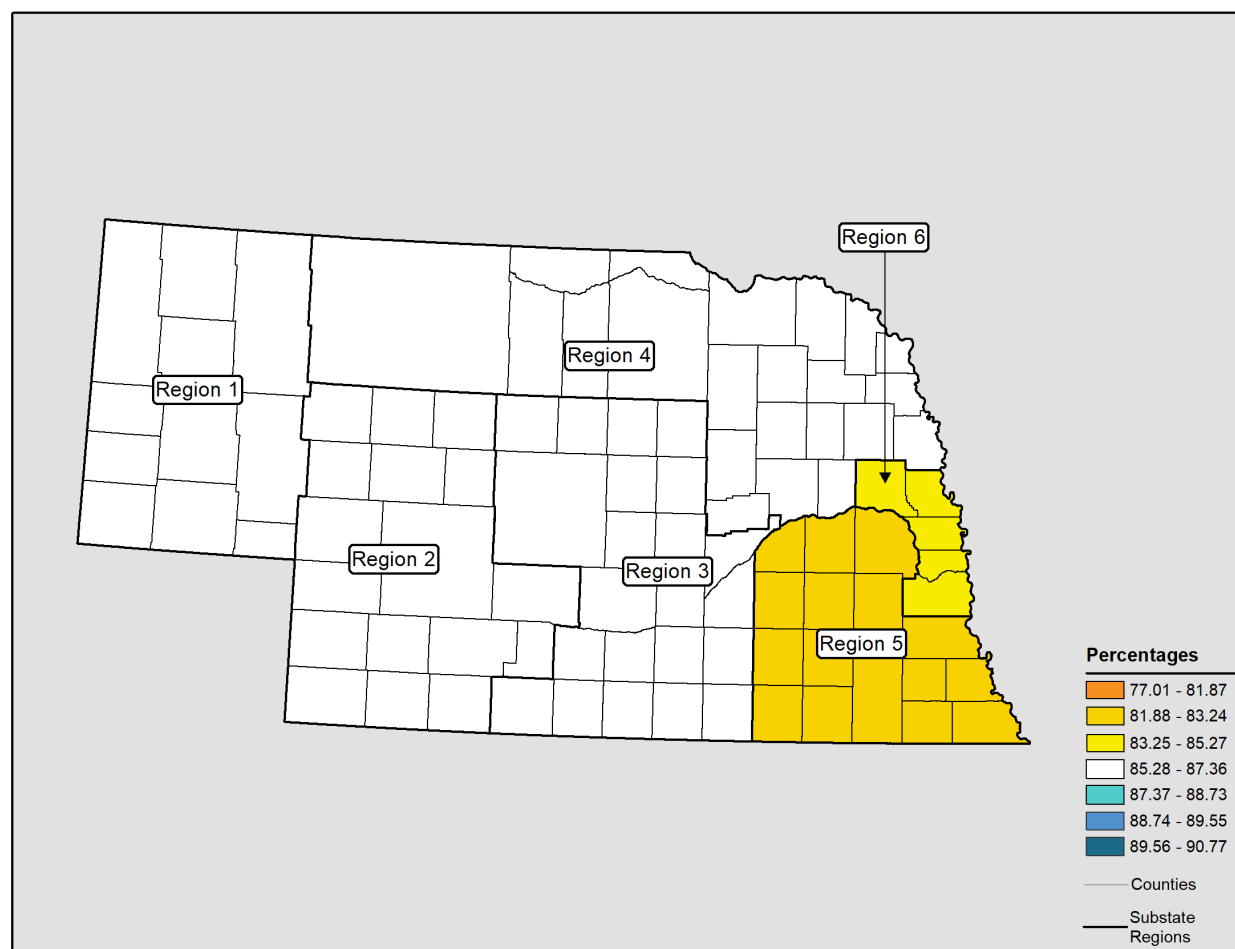 Region 6
Region 4
Region 1
Region 2
Region 3
Region 5
Percentages
77.01 - 81.87
81.88 - 83.24
83.25 - 85.27
85.28 - 87.36
87.37 - 88.73
88.74 - 89.55
89.56 - 90.77
Counties
Substate
Regions